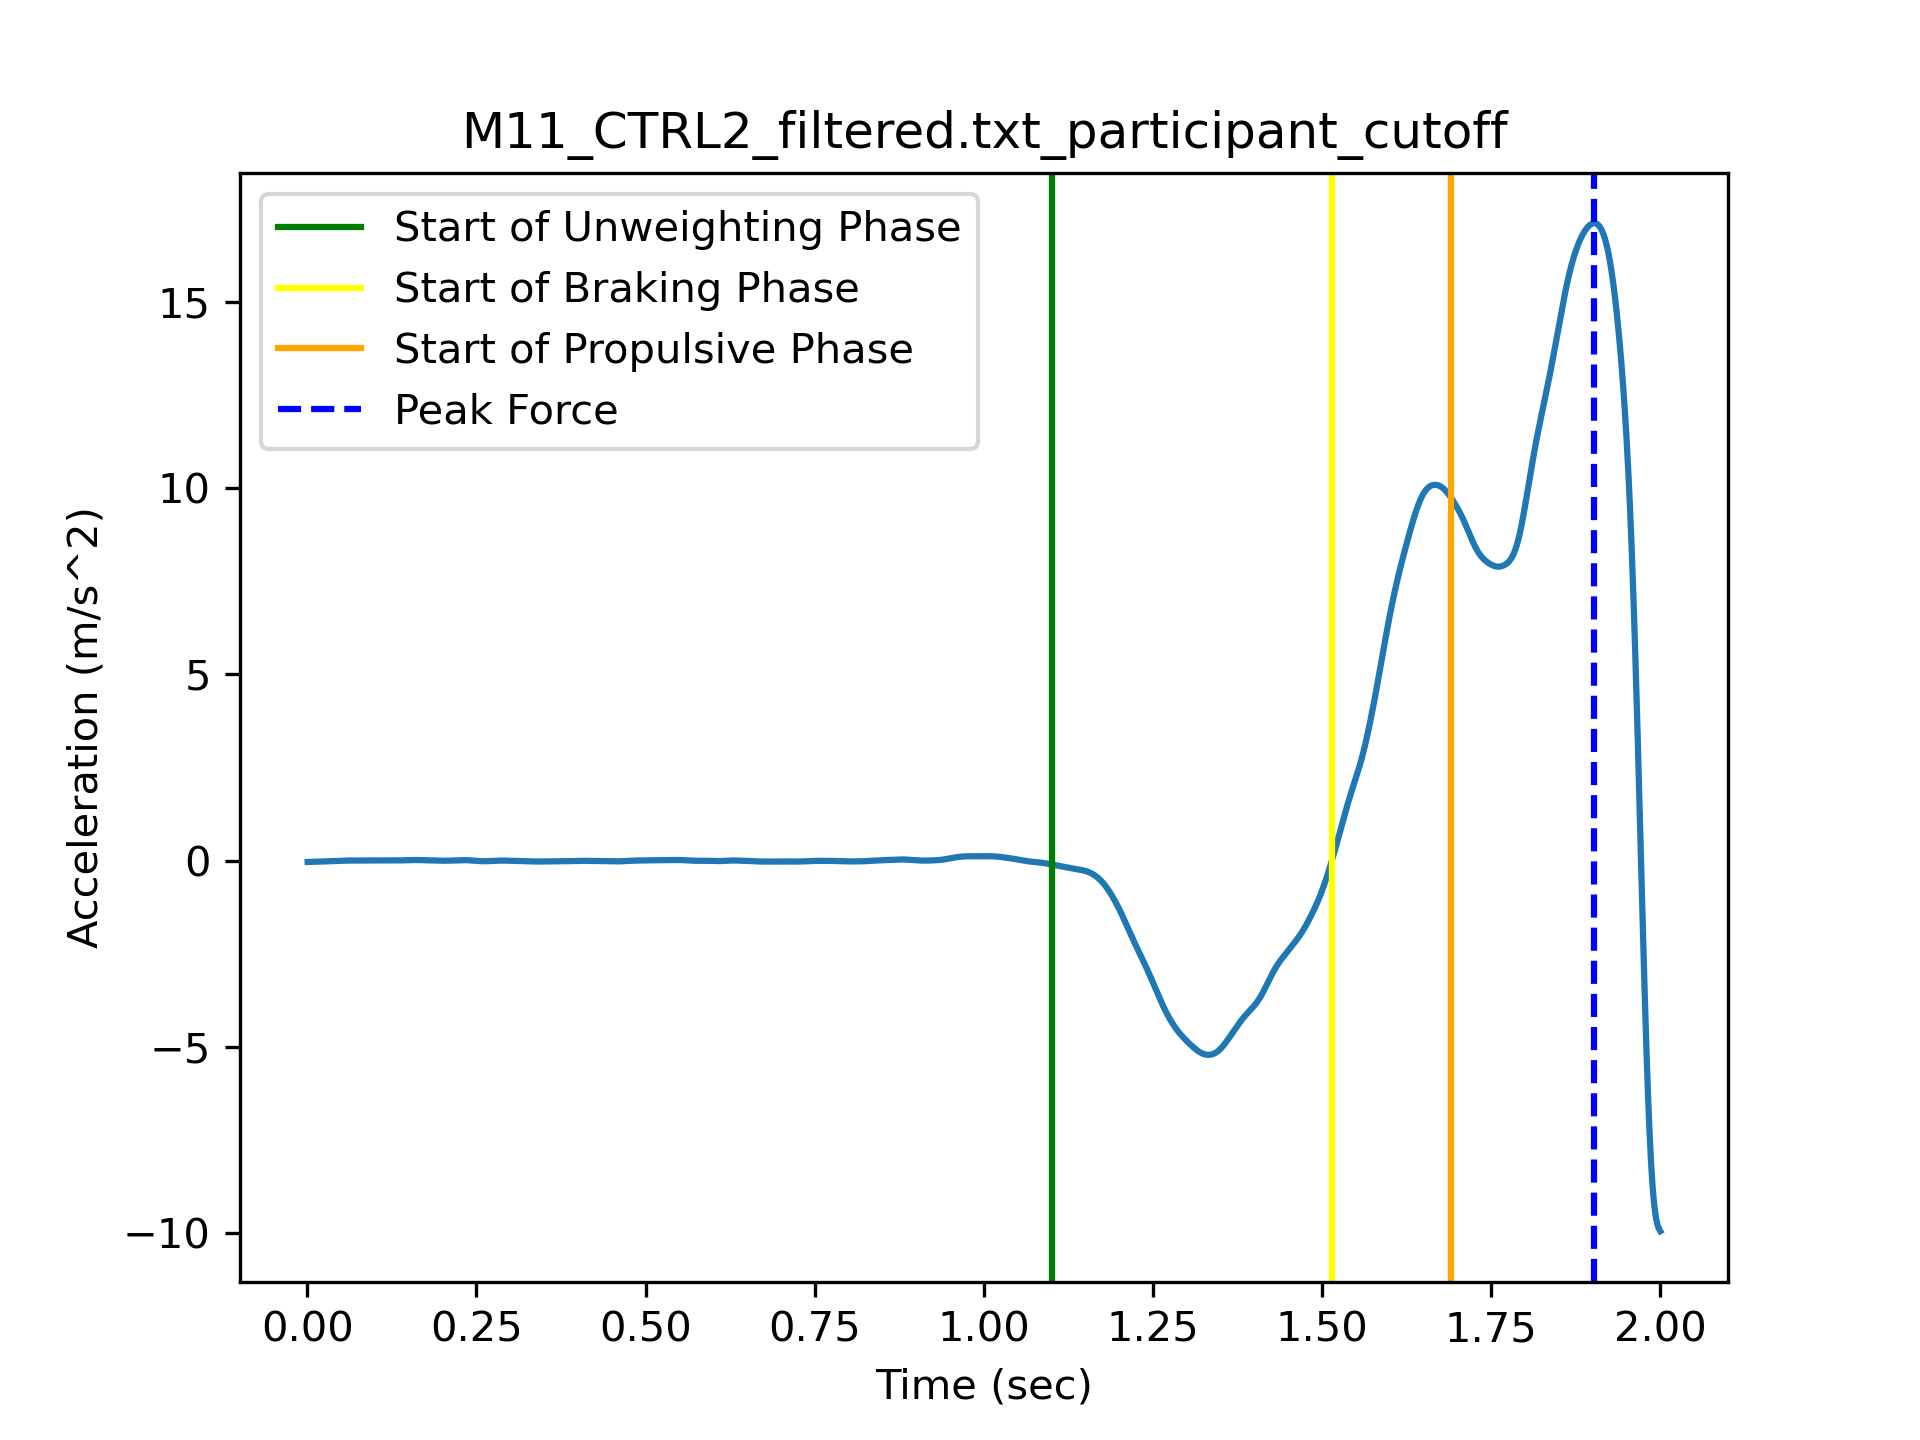 M11_CTRL2_filtered.txt_participant_cutoff
Start of Unweighting Phase
Start of Braking Phase
Start of Propulsive Phase
Peak Force
Acceleration (m/s^2)
15
10
5
0
−5
−10
0.00 0.25 0.50 0.75 1.00 1.25 1.50 1.75 2.00
Time (sec)